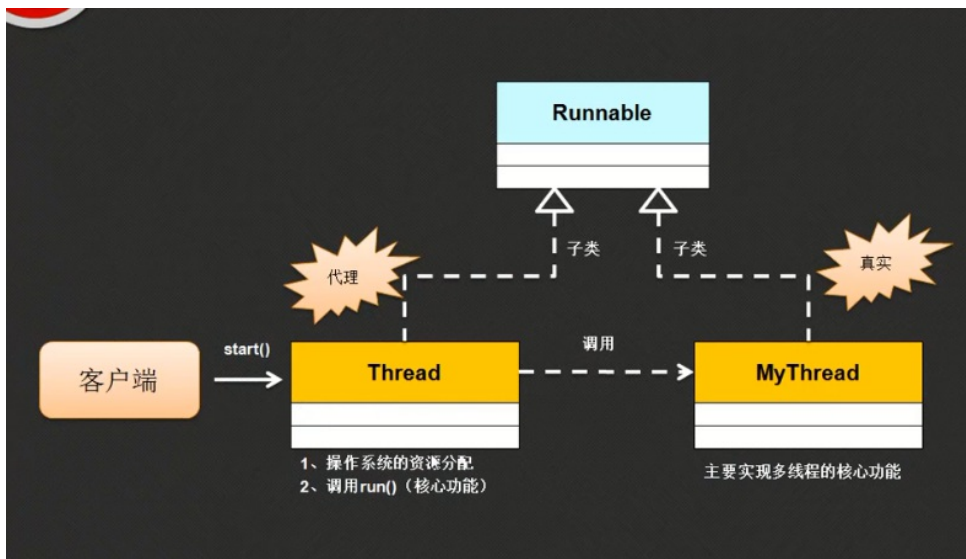 Runnable
子类
子类
代理
真实
客户端
start()
Thread
调用
MyThread
1、操作系统的资源分配
2、调用run()（核心功能）
主要实现多线程的核心功能